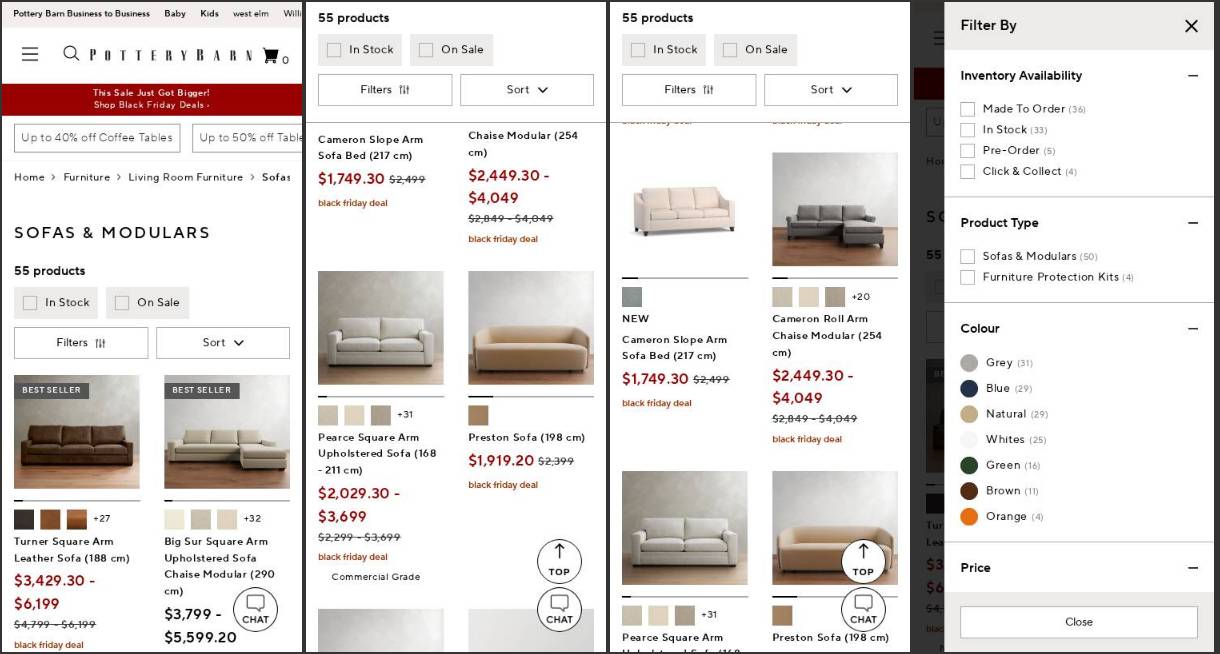 Pottery Barn Business to Business Baby Kids west elm Willi
POTTERY BARN
0
This Sale Just Got Bigger!
Shop Black Friday Deals ›
Up to 40% off Coffee Tables Up to 50% off Table
Home > Furniture > Living Room Furniture > Sofas
SOFAS & MODULARS
55 products
In Stock On Sale
Filters Sort
BEST SELLER BEST SELLER
+27 +32
Turner Square Arm
Leather Sofa (188 cm)
$3,429.30 -
$6,199
$4,799 - $6,199
black friday deal
Big Sur Square Arm
Upholstered Sofa
Chaise Modular (290
cm)
$3,799 -
$5,599.20
CHAT
55 products
In Stock On Sale
Filters Sort
Cameron Slope Arm
Sofa Bed (217 cm)
$1,749.30 $2,499
black friday deal
Chaise Modular (254
cm)
$2,449.30 -
$4,049
$2,849 - $4,049
black friday deal
+31
Pearce Square Arm
Upholstered Sofa (168
- 211 cm)
$2,029.30 -
$3,699
$2,299 - $3,699
black friday deal
Commercial Grade
Preston Sofa (198 cm)
$1,919.20 $2,399
black friday deal
TOP
CHAT
55 products
In Stock On Sale
Filters Sort
black friday deal black friday deal
NEW
Cameron Slope Arm
Sofa Bed (217 cm)
$1,749.30 $2,499
black friday deal
+20
Cameron Roll Arm
Chaise Modular (254
cm)
$2,449.30 -
$4,049
$2,849 - $4,049
black friday deal
+31
Pearce Square Arm
Upholstered Sofa (168
Preston Sofa (198 cm)
TOP
CHAT
Filter By
Inventory Availability
Made To Order (36)
In Stock (33)
Pre-Order (5)
Click & Collect (4)
Product Type
Sofas & Modulars (50)
Furniture Protection Kits (4)
Colour
Grey (31)
Blue (29)
Natural (29)
Whites (25)
Green (16)
Brown (11)
Orange (4)
Price
Close